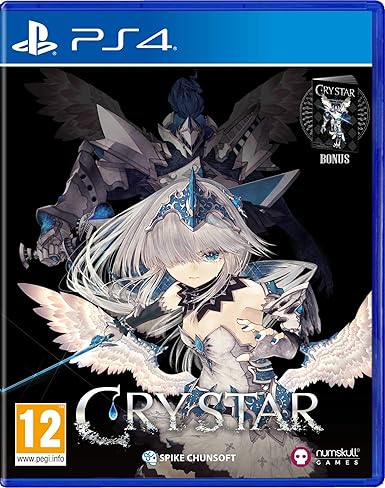 PS4
CRYSTAR
BONUS
CRYSTAR
12
www.pegi.info
SPIKE CHUNSOFT
numskull
GAMES